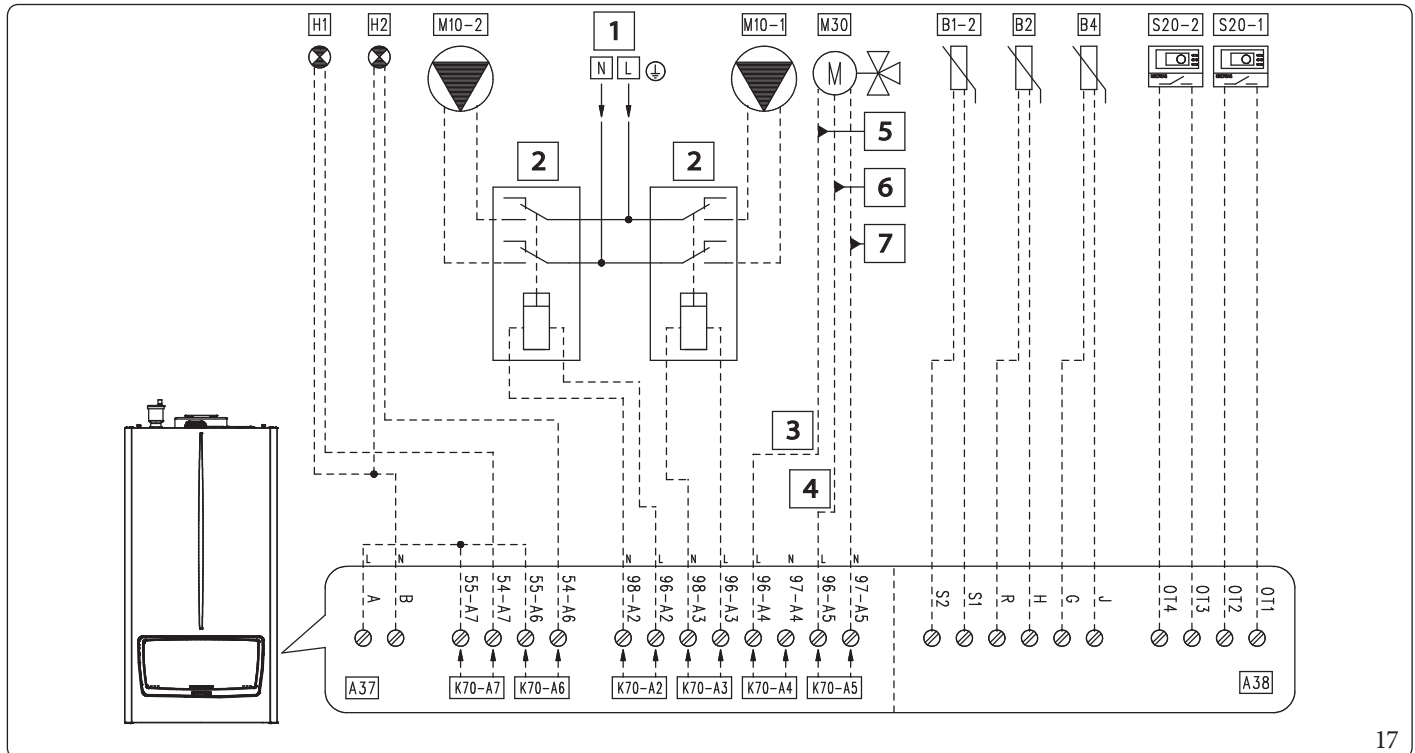 H1 H2 M10-2 1 M10-1 M30 B1-2 B2 B4 S20-2 S20-1
N L
M
5
2 2
6
7
3
4
L N N L N L L N L N
A B 55-A7 54-A7 55-A6 54-A6 98-A2 96-A2 98-A3 96-A3 96-A4 97-A4 96-A5 97-A5 S2 S1 R H G J OT4 OT3 OT2 OT1
A37 K70-A7 K70-A6 K70-A2 K70-A3 K70-A4 K70-A5 A38
17